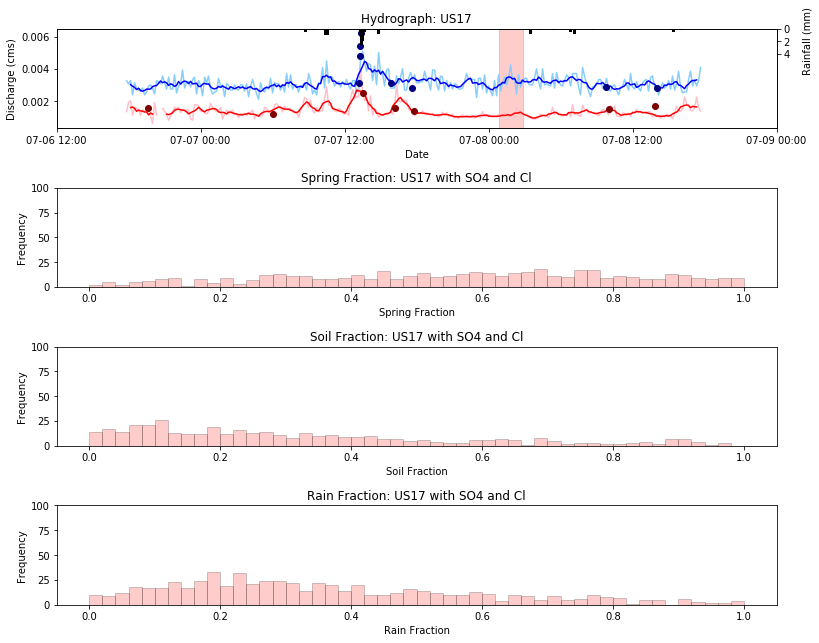 Hydrograph: US17
0.006
0.004
0.002
Discharge (cms)
0
2
4
Rainfall (mm)
07-06 12:00 07-07 00:00 07-07 12:00 07-08 00:00 07-08 12:00 07-09 00:00
Date
Spring Fraction: US17 with SO4 and Cl
100
75
50
25
0
Frequency
0.0 0.2 0.4 0.6 0.8 1.0
Spring Fraction
Soil Fraction: US17 with SO4 and Cl
100
75
50
25
0
Frequency
0.0 0.2 0.4 0.6 0.8 1.0
Soil Fraction
Rain Fraction: US17 with SO4 and Cl
100
75
50
25
0
Frequency
0.0 0.2 0.4 0.6 0.8 1.0
Rain Fraction